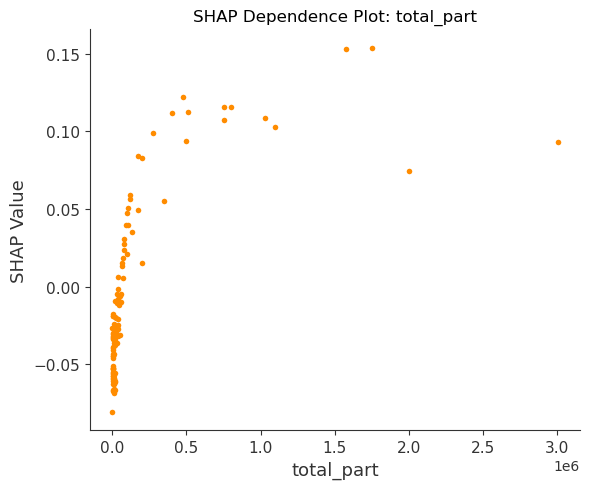 SHAP Dependence Plot: total_part
0.15
0.10
0.05
0.00
−0.05
SHAP Value
0.0 0.5 1.0 1.5 2.0 2.5 3.0
1e6
total_part